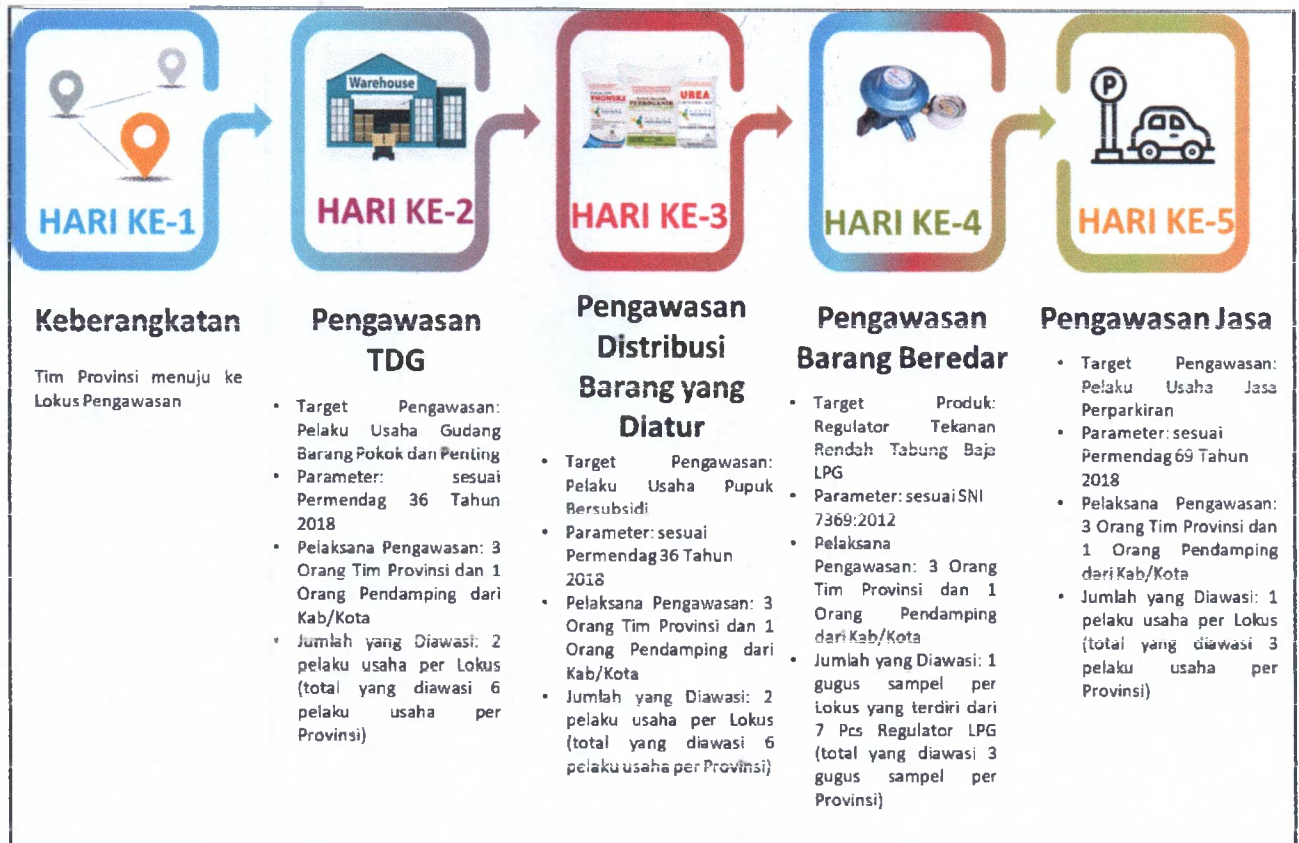 HARI KE-1
Keberangkatan
Tim Provinsi menuju ke
Lokus Pengawasan
Warehouse
HARI KE-2
Pengawasan
TDG
• Target Pengawasan:
Pelaku Usaha Gudang
Barang Pokok dan Penting
• Parameter: sesuai
Permendag 36 Tahun
2018
• Pelaksana Pengawasan: 3
Orang Tim Provinsi dan 1
Orang Pendamping dari
Kab/Kota
• Jumlah yang Diawasi: 2
pelaku usaha per Lokus
(total yang diawasi 6
pelaku usaha per
Provinsi)
PHONSKA
PETROGANIK
UREA
HARI KE-3
Pengawasan
Distribusi
Barang yang
Diatur
• Target Pengawasan:
Pelaku Usaha Pupuk
Bersubsidi
• Parameter: sesuai
Permendag 36 Tahun
2018
• Pelaksana Pengawasan: 3
Orang Tim Provinsi dan 1
Orang Pendamping dari
Kab/Kota
• Jumlah yang Diawasi: 2
pelaku usaha per Lokus
(total yang diawasi 6
pelaku usaha per Provinsi)
HARI KE-4
Pengawasan
Barang Beredar
• Target Produk:
Regulator Tekanan
Rendah Tabung Baja
LPG
• Parameter: sesuai SNI
7369:2012
• Pelaksana
Pengawasan: 3 Orang
Tim Provinsi dan 1
Orang Pendamping
dari Kab/Kota
• Jumlah yang Diawasi: 1
gugus sampel per
Lokus yang terdiri dari
7 Pcs Regulator LPG
(total yang diawasi 3
gugus sampel per
Provinsi)
P
HARI KE-5
Pengawasan Jasa
• Target Pengawasan:
Pelaku Usaha Jasa
Perparkiran
• Parameter: sesuai
Permendag 69 Tahun
2018
• Pelaksana Pengawasan:
3 Orang Tim Provinsi dan
1 Orang Pendamping
dari Kab/Kota
• Jumlah yang Diawasi: 1
pelaku usaha per Lokus
(total yang diawasi 3
pelaku usaha per
Provinsi)